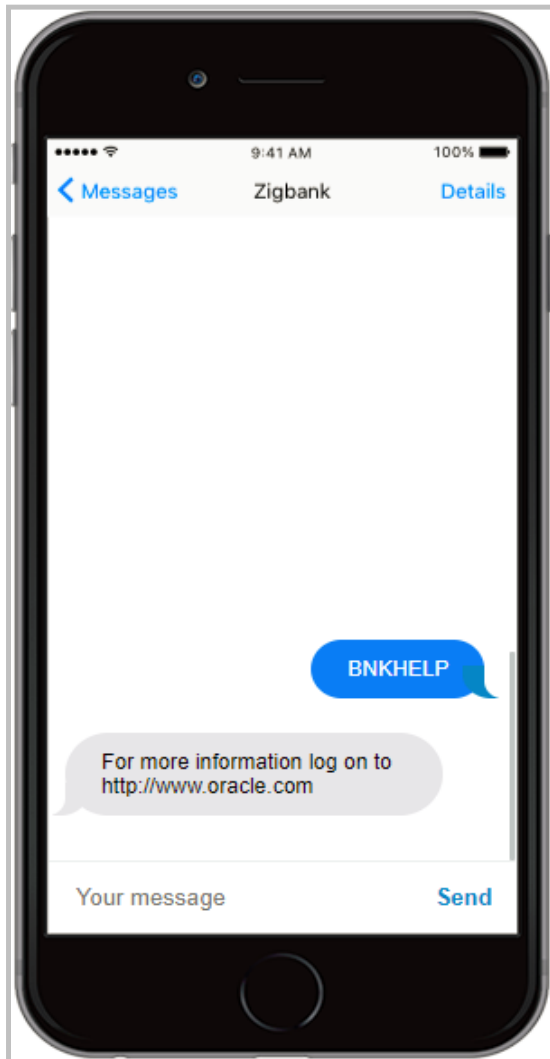 9:41 AM 100%
Messages Zigbank Details
BNKHELP
For more information log on to
http://www.oracle.com
Your message Send